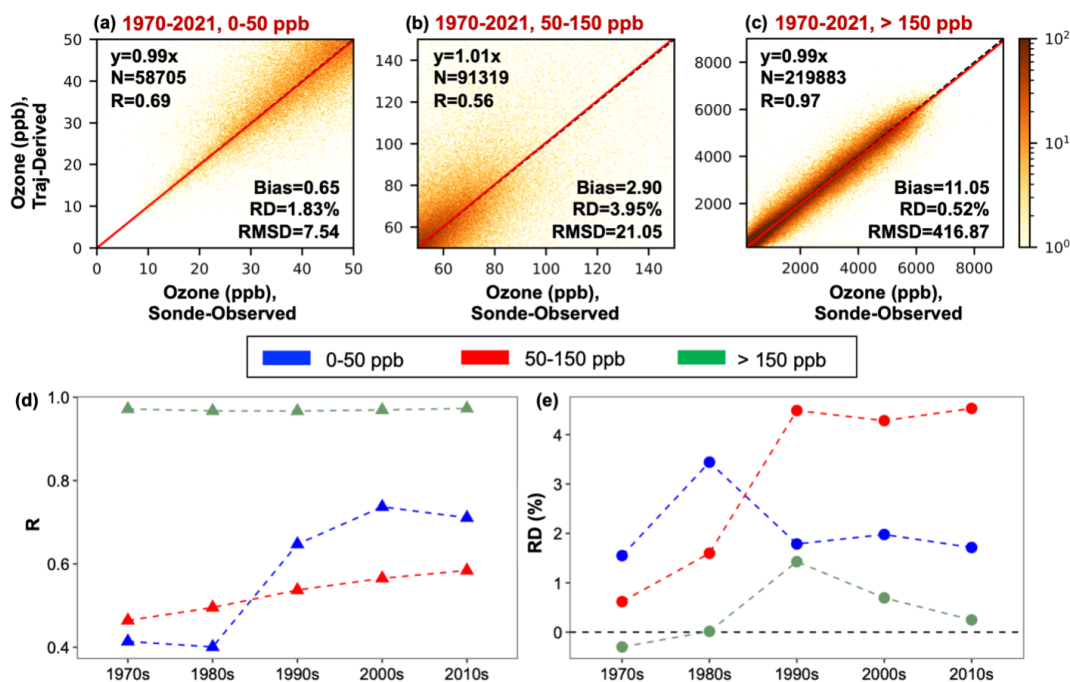 (a) 1970-2021, 0-50 ppb
y=0.99x
N=58705
R=0.69
Bias=0.65
RD=1.83%
RMSD=7.54
50
40
30
20
10
0
0 10 20 30 40 50
Ozone (ppb),
Traj-Derived
Ozone (ppb),
Sonde-Observed
(b) 1970-2021, 50-150 ppb
y=1.01x
N=91319
R=0.56
Bias=2.90
RD=3.95%
RMSD=21.05
140
120
100
80
60
60 80 100 120 140
Ozone (ppb),
Sonde-Observed
(c) 1970-2021, > 150 ppb
y=0.99x
N=219883
R=0.97
Bias=11.05
RD=0.52%
RMSD=416.87
8000
6000
4000
2000
2000 4000 6000 8000
Ozone (ppb),
Sonde-Observed
10²
10¹
10⁰
0-50 ppb
50-150 ppb
> 150 ppb
(d)
1.0
0.8
0.6
0.4
R
1970s 1980s 1990s 2000s 2010s
(e)
4
3
2
1
0
RD (%)
1970s 1980s 1990s 2000s 2010s